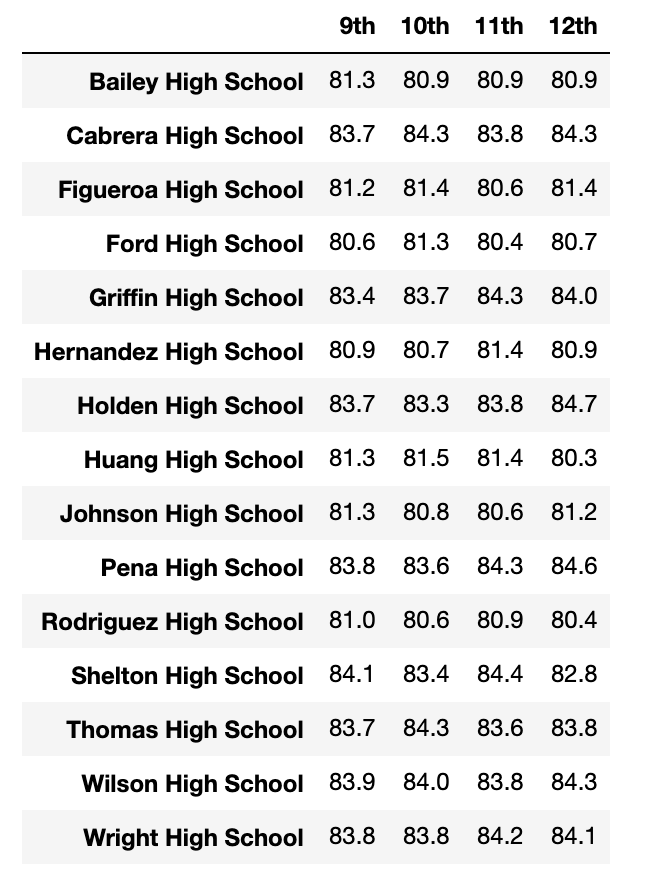 9th 10th 11th 12th
Bailey High School 81.3 80.9 80.9 80.9
Cabrera High School 83.7 84.3 83.8 84.3
Figueroa High School 81.2 81.4 80.6 81.4
Ford High School 80.6 81.3 80.4 80.7
Griffin High School 83.4 83.7 84.3 84.0
Hernandez High School 80.9 80.7 81.4 80.9
Holden High School 83.7 83.3 83.8 84.7
Huang High School 81.3 81.5 81.4 80.3
Johnson High School 81.3 80.8 80.6 81.2
Pena High School 83.8 83.6 84.3 84.6
Rodriguez High School 81.0 80.6 80.9 80.4
Shelton High School 84.1 83.4 84.4 82.8
Thomas High School 83.7 84.3 83.6 83.8
Wilson High School 83.9 84.0 83.8 84.3
Wright High School 83.8 83.8 84.2 84.1